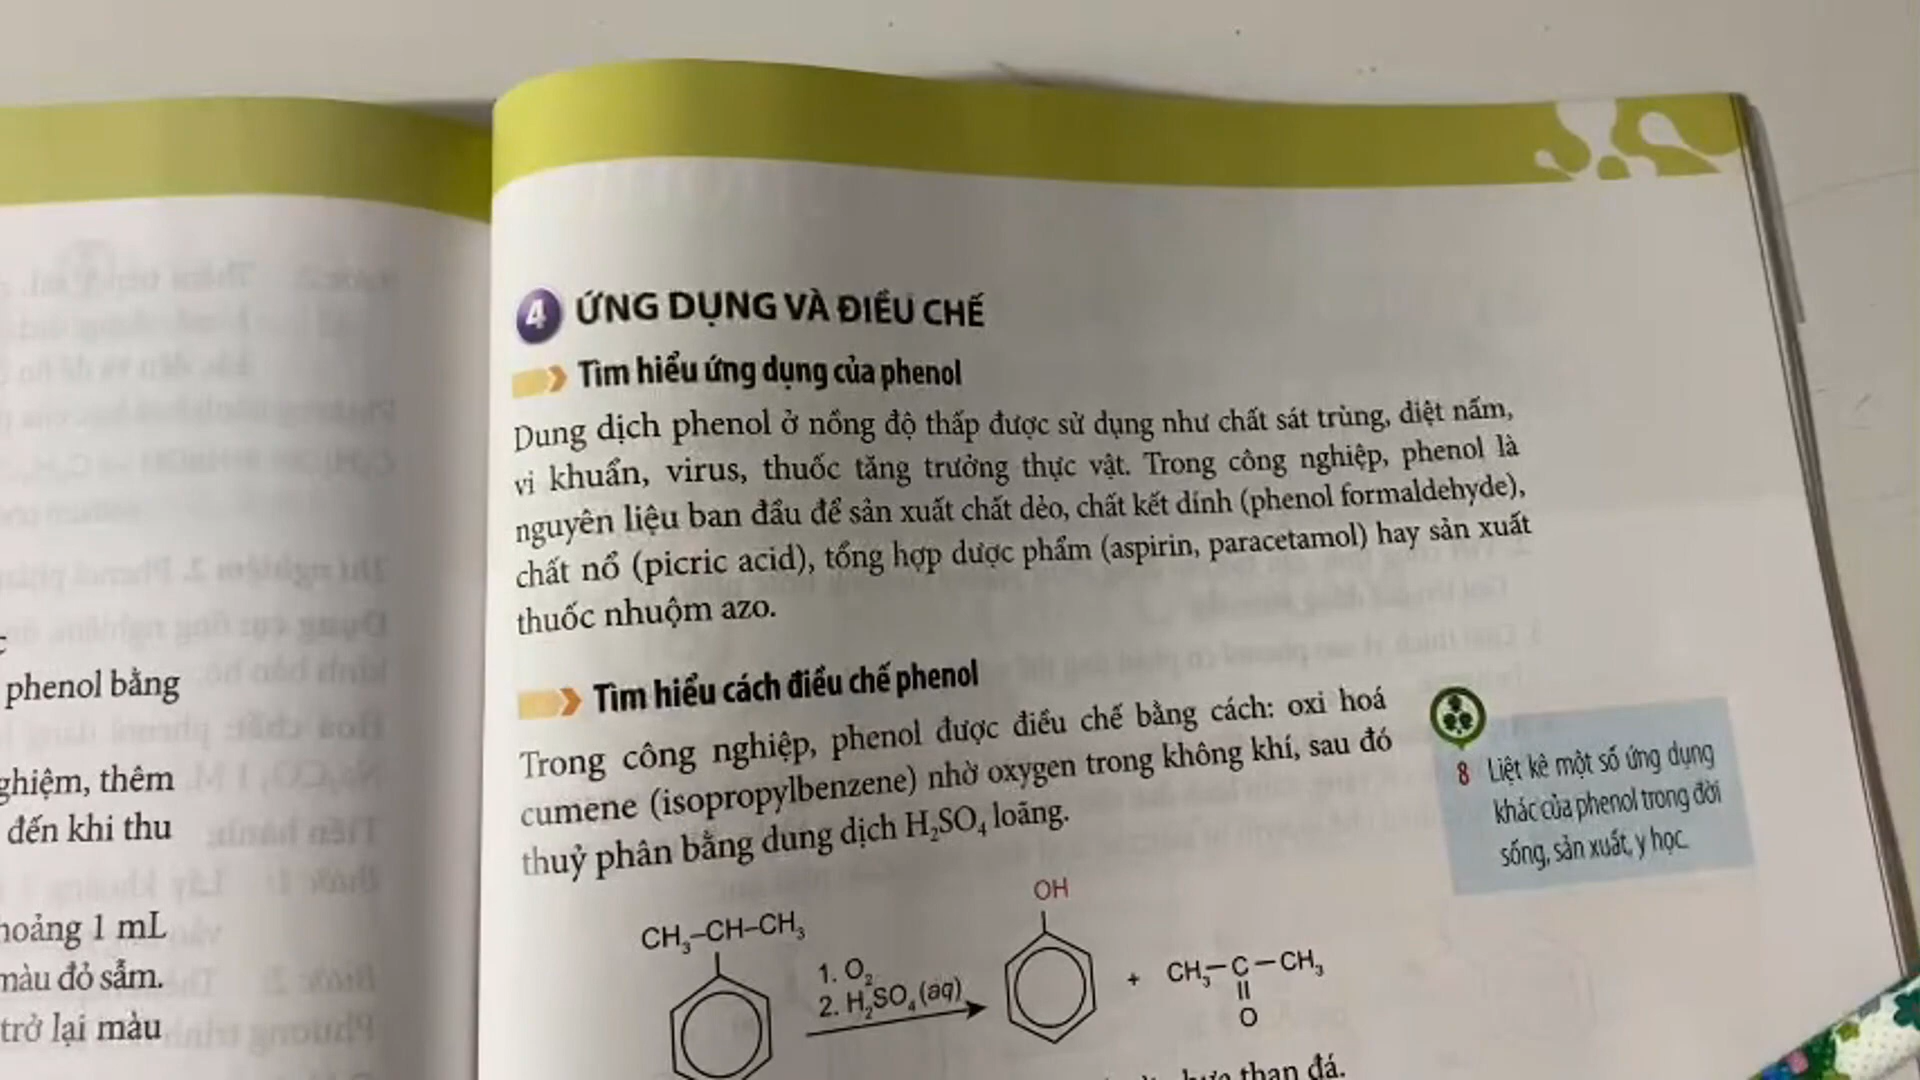 phenol bằng
ghiệm, thêm
đến khi thu
hoảng 1 mL
màu đỏ sẫm.
trở lại màu
4 ỨNG DỤNG VÀ ĐIỀU CHẾ
Tìm hiểu ứng dụng của phenol
Dung dịch phenol ở nồng độ thấp được sử dụng như chất sát trùng, diệt nấm,
vi khuẩn, virus, thuốc tăng trưởng thực vật. Trong công nghiệp, phenol là
nguyên liệu ban đầu để sản xuất chất dẻo, chất kết dính (phenol formaldehyde),
chất nổ (picric acid), tổng hợp dược phẩm (aspirin, paracetamol) hay sản xuất
thuốc nhuộm azo.
Tìm hiểu cách điều chế phenol
Trong công nghiệp, phenol được điều chế bằng cách: oxi hoá
cumene (isopropylbenzene) nhờ oxygen trong không khí, sau đó
thuỷ phân bằng dung dịch H₂SO₄ loãng.
8 Liệt kê một số ứng dụng
khác của phenol trong đời
sống, sản xuất, y học.
CH₃–CH–CH₃
1. O₂
2. H₂SO₄ (aq)
OH
+
CH₃–C–CH₃
O
than đá.